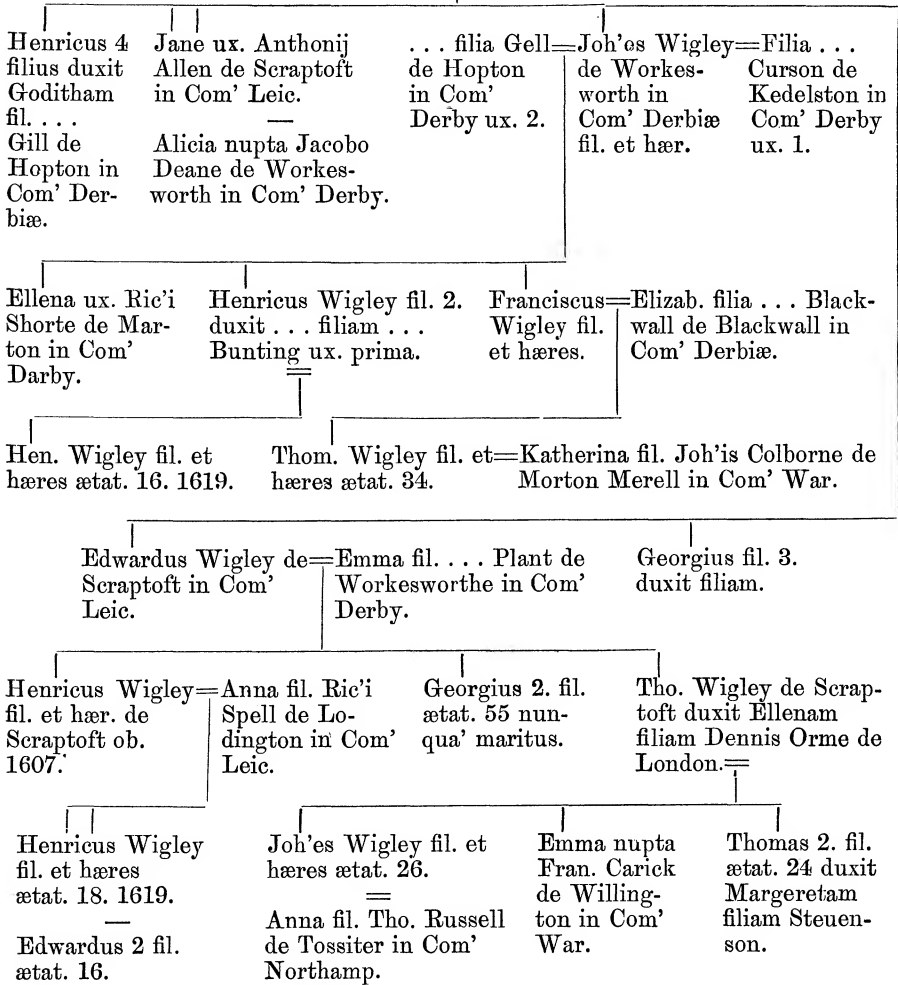 Henricus 4
filius duxit
Goditham
fil. . . .
Gill de
Hopton in
Com' Der-
biæ.
Jane ux. Anthonij
Allen de Scraptoft
in Com' Leic.
—
Alicia nupta Jacobo
Deane de Workes-
worth in Com' Derby.
. . . filia Gell
de Hopton
in Com'
Derby ux. 2.
=Joh'es Wigley=
de Workes-
worth in
Com' Derbiæ
fil. et hær.
Filia . . .
Curson de
Kedelston in
Com' Derby
ux. 1.
Ellena ux. Ric'i
Shorte de Mar-
ton in Com'
Darby.
Henricus Wigley fil. 2.
duxit . . . filiam . . .
Bunting ux. prima.
=
Franciscus=
Wigley fil.
et hæres.
Elizab. filia . . . Black-
wall de Blackwall in
Com' Derbiæ.
Hen. Wigley fil. et
hæres ætat. 16. 1619.
Thom. Wigley fil. et=
hæres ætat. 34.
Katherina fil. Joh'is Colborne de
Morton Merell in Com' War.
Edwardus Wigley de=
Scraptoft in Com'
Leic.
Emma fil. . . . Plant de
Workesworthe in Com'
Derby.
Georgius fil. 3.
duxit filiam.
Henricus Wigley=
fil. et hær. de
Scraptoft ob.
1607.
Anna fil. Ric'i
Spell de Lo-
dington in Com'
Leic.
Georgius 2. fil.
ætat. 55 nun-
qua' maritus.
Tho. Wigley de Scrap-
toft duxit Ellenam
filiam Dennis Orme de
London.=
Henricus Wigley
fil. et hæres
ætat. 18. 1619.
—
Edwardus 2 fil.
ætat. 16.
Joh'es Wigley fil. et
hæres ætat. 26.
=
Anna fil. Tho. Russell
de Tossiter in Com'
Northamp.
Emma nupta
Fran. Carick
de Willing-
ton in Com'
War.
Thomas 2. fil.
ætat. 24 duxit
Margeretam
filiam Steuen-
son.